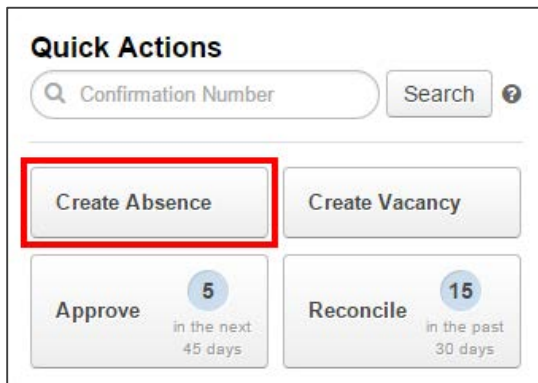 Quick Actions
Confirmation Number
Search
?
Create Absence
Create Vacancy
Approve
5
in the next
45 days
Reconcile
15
in the past
30 days